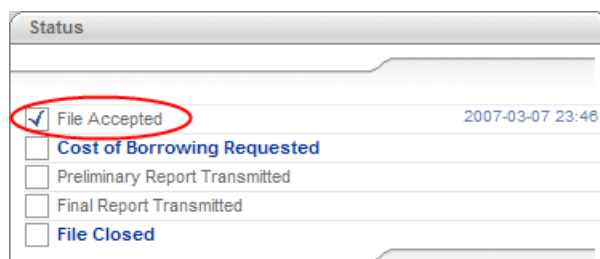 Status
File Accepted 2007-03-07 23:46
Cost of Borrowing Requested
Preliminary Report Transmitted
Final Report Transmitted
File Closed